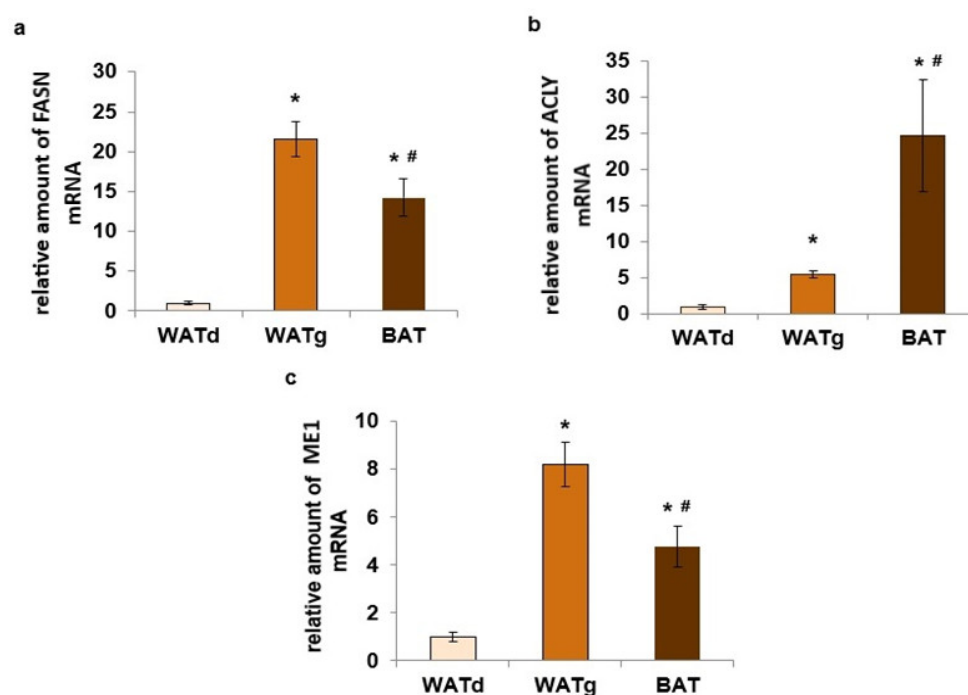 a
relative amount of FASN
mRNA
30
25
20
15
10
5
0
*
* #
WATd WATg BAT
b
relative amount of ACLY
mRNA
35
30
25
20
15
10
5
0
*
* #
WATd WATg BAT
c
relative amount of ME1
mRNA
10
8
6
4
2
0
*
* #
WATd WATg BAT